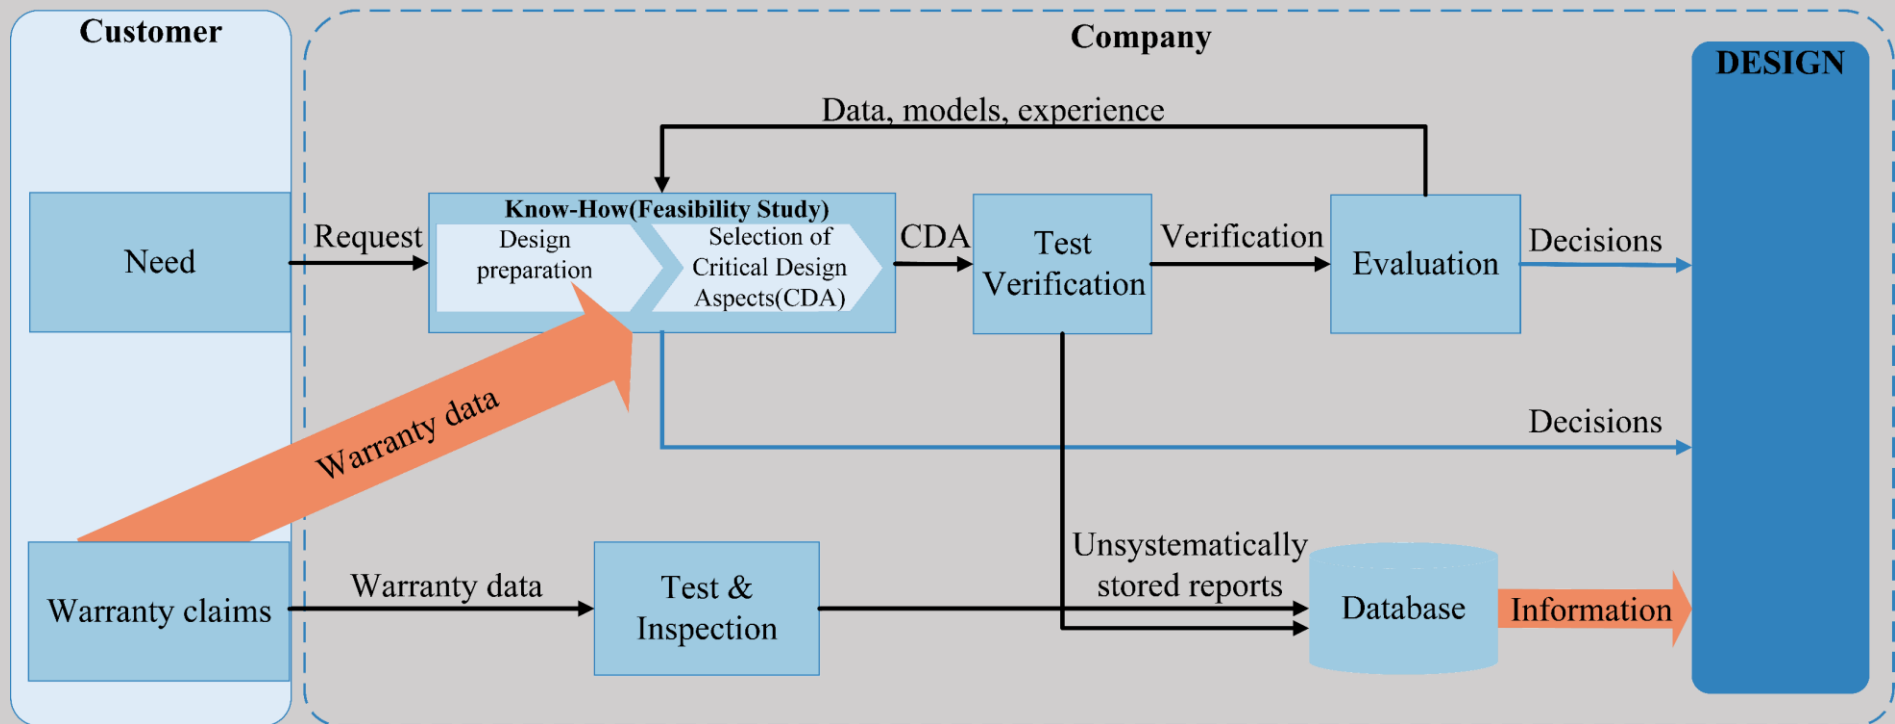 Customer
Company
DESIGN
Data, models, experience
Know-How(Feasibility Study)
Need
Request
Design
preparation
Selection of
Critical Design
Aspects(CDA)
CDA
Test
Verification
Verification
Evaluation
Decisions
Warranty data
Decisions
Warranty claims
Warranty data
Test &
Inspection
Unsystematically
stored reports
Database
Information